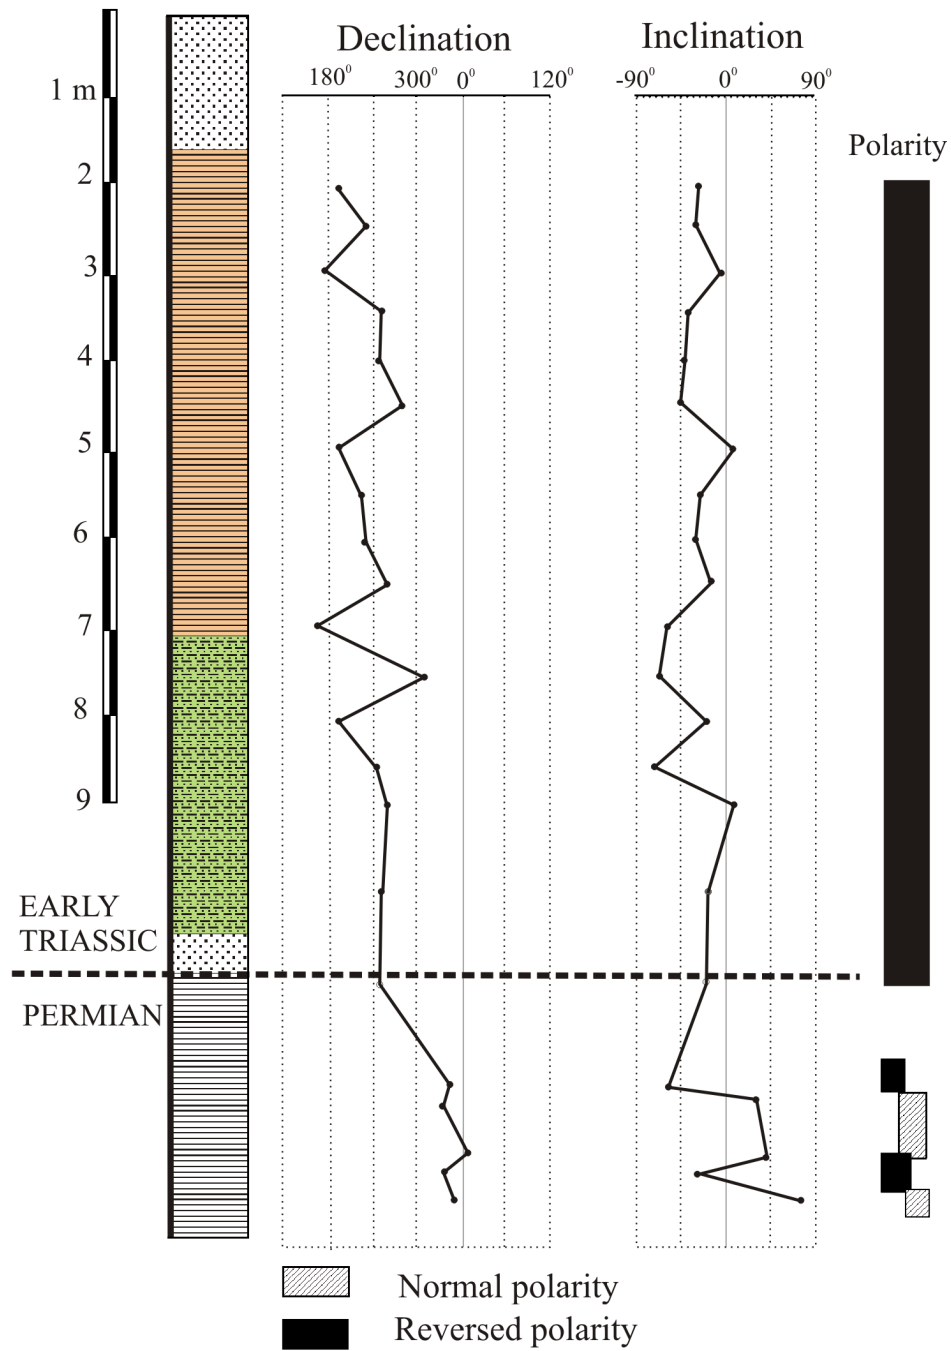 Declination
Inclination
180⁰ 300⁰ 0⁰ 120⁰
-90⁰ 0⁰ 90⁰
1 m
Polarity
2
3
4
5
6
7
8
9
EARLY
TRIASSIC
PERMIAN
Normal polarity
Reversed polarity